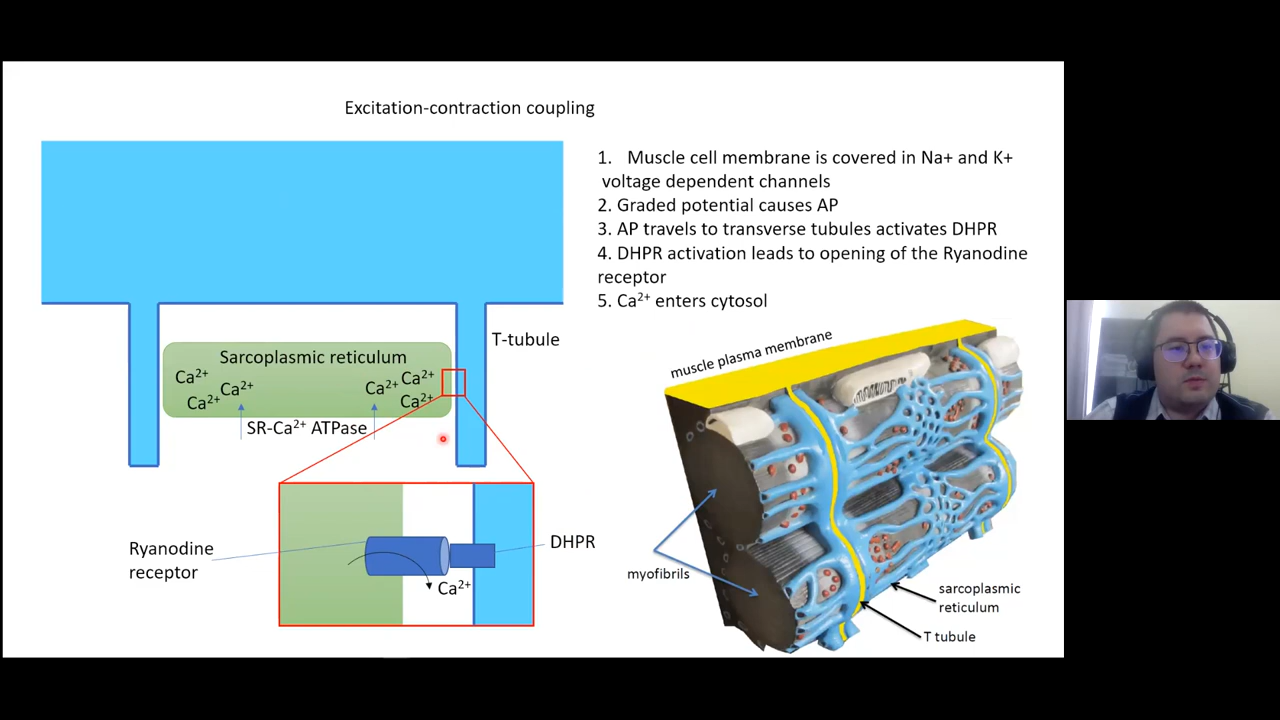 Excitation-contraction coupling
1. Muscle cell membrane is covered in Na+ and K+
voltage dependent channels
2. Graded potential causes AP
3. AP travels to transverse tubules activates DHPR
4. DHPR activation leads to opening of the Ryanodine
receptor
5. Ca²⁺ enters cytosol
T-tubule
Sarcoplasmic reticulum
Ca²⁺
Ca²⁺
Ca²⁺
Ca²⁺
Ca²⁺
Ca²⁺
SR-Ca²⁺ ATPase
Ryanodine
receptor
DHPR
Ca²⁺
muscle plasma membrane
myofibrils
sarcoplasmic
reticulum
T tubule